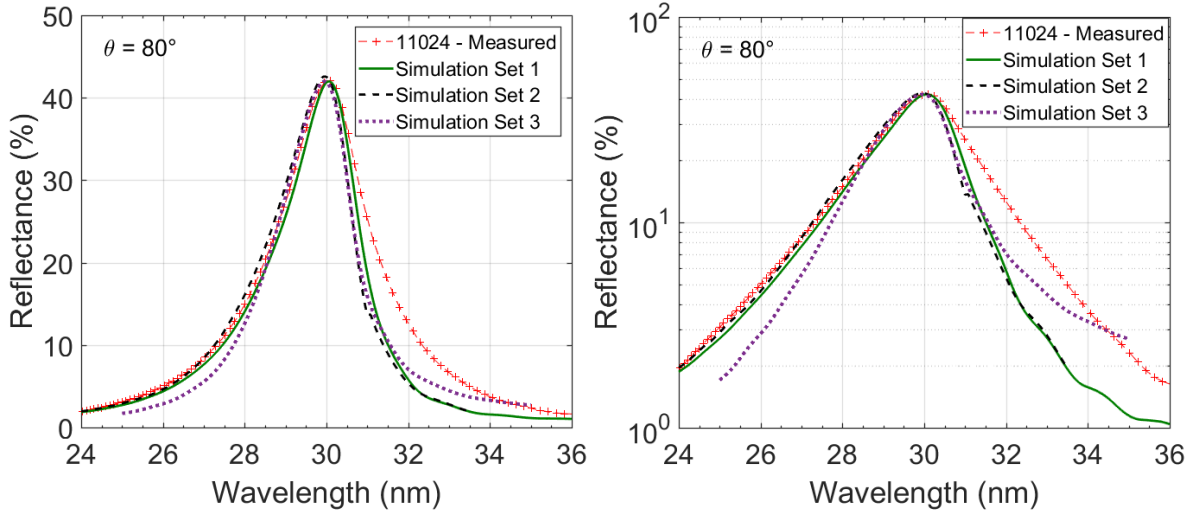 50
40
30
20
10
0
Reflectance (%)
θ = 80°
11024 - Measured
Simulation Set 1
Simulation Set 2
Simulation Set 3
24 26 28 30 32 34 36
Wavelength (nm)
10²
10¹
10⁰
Reflectance (%)
θ = 80°
11024 - Measured
Simulation Set 1
Simulation Set 2
Simulation Set 3
24 26 28 30 32 34 36
Wavelength (nm)